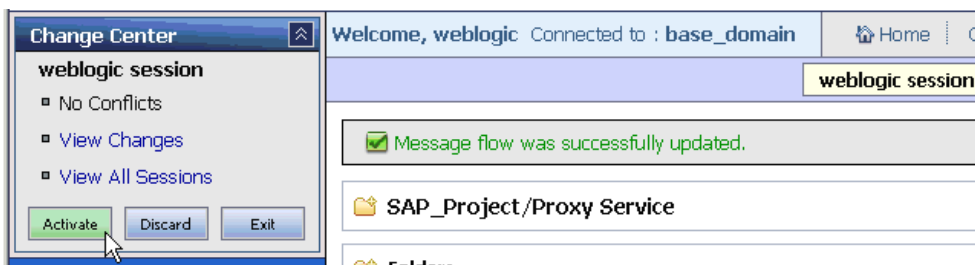 Change Center
weblogic session
No Conflicts
View Changes
View All Sessions
Activate Discard Exit
Welcome, weblogic Connected to : base_domain Home
weblogic session
Message flow was successfully updated.
SAP_Project/Proxy Service
Folders